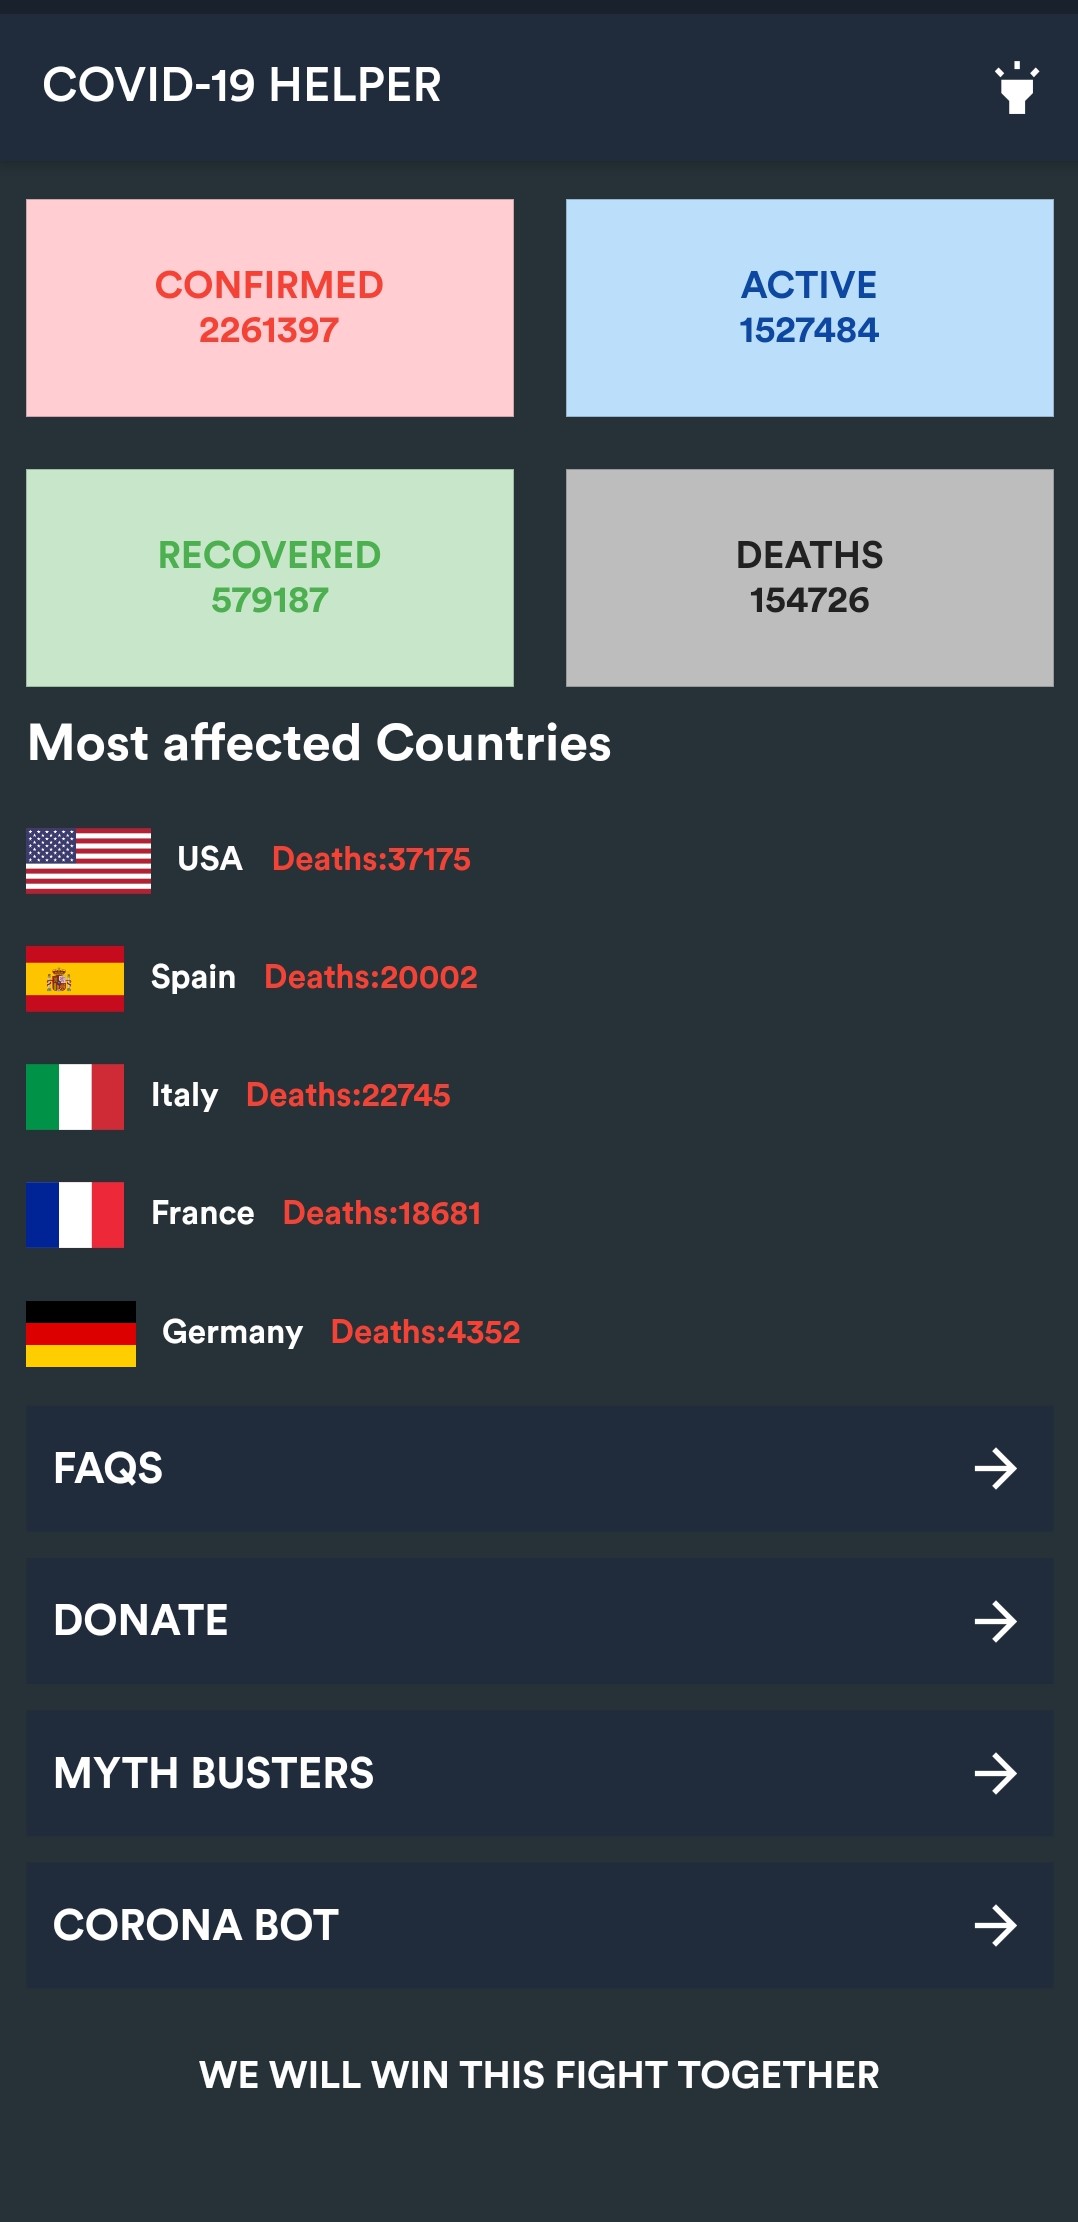 COVID-19 HELPER
CONFIRMED
2261397
ACTIVE
1527484
RECOVERED
579187
DEATHS
154726
Most affected Countries
USA Deaths:37175
Spain Deaths:20002
Italy Deaths:22745
France Deaths:18681
Germany Deaths:4352
FAQS
DONATE
MYTH BUSTERS
CORONA BOT
WE WILL WIN THIS FIGHT TOGETHER